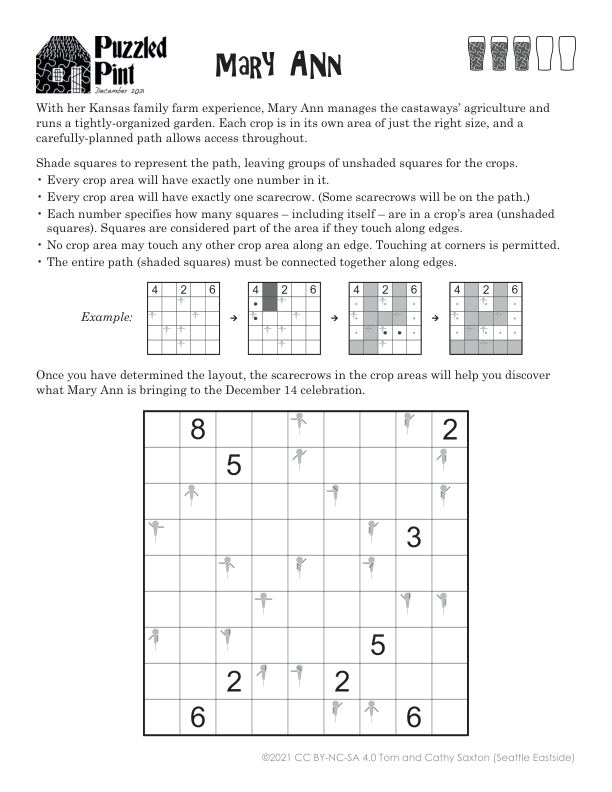 Puzzled
Pint
December 2021
MARY ANN
With her Kansas family farm experience, Mary Ann manages the castaways' agriculture and
runs a tightly-organized garden. Each crop is in its own area of just the right size, and a
carefully-planned path allows access throughout.
Shade squares to represent the path, leaving groups of unshaded squares for the crops.
• Every crop area will have exactly one number in it.
• Every crop area will have exactly one scarecrow. (Some scarecrows will be on the path.)
• Each number specifies how many squares – including itself – are in a crop's area (unshaded
squares). Squares are considered part of the area if they touch along edges.
• No crop area may touch any other crop area along an edge. Touching at corners is permitted.
• The entire path (shaded squares) must be connected together along edges.
4 2 6 4 2 6 4 2 6 4 2 6
Example: → → →
Once you have determined the layout, the scarecrows in the crop areas will help you discover
what Mary Ann is bringing to the December 14 celebration.
8 2
5
3
5
2 2
6 6
©2021 CC BY-NC-SA 4.0 Tom and Cathy Saxton (Seattle Eastside)